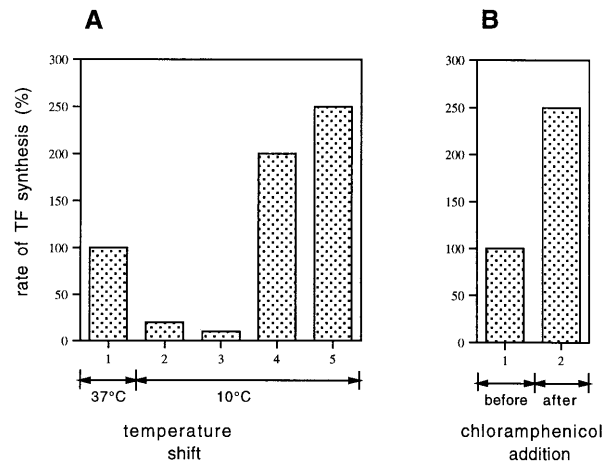 A
rate of TF synthesis (%)
300
250
200
150
100
50
0
1 2 3 4 5
37°C 10°C
temperature
shift
B
300
250
200
150
100
50
0
1 2
before after
chloramphenicol
addition